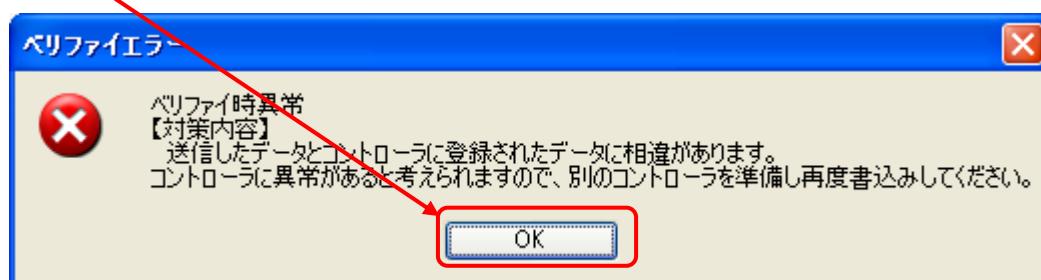 ベリファイエラー
ベリファイ時異常
【対策内容】
送信したデータとコントローラに登録されたデータに相違があります。
コントローラに異常があると考えられますので、別のコントローラを準備し再度書込みしてください。
OK